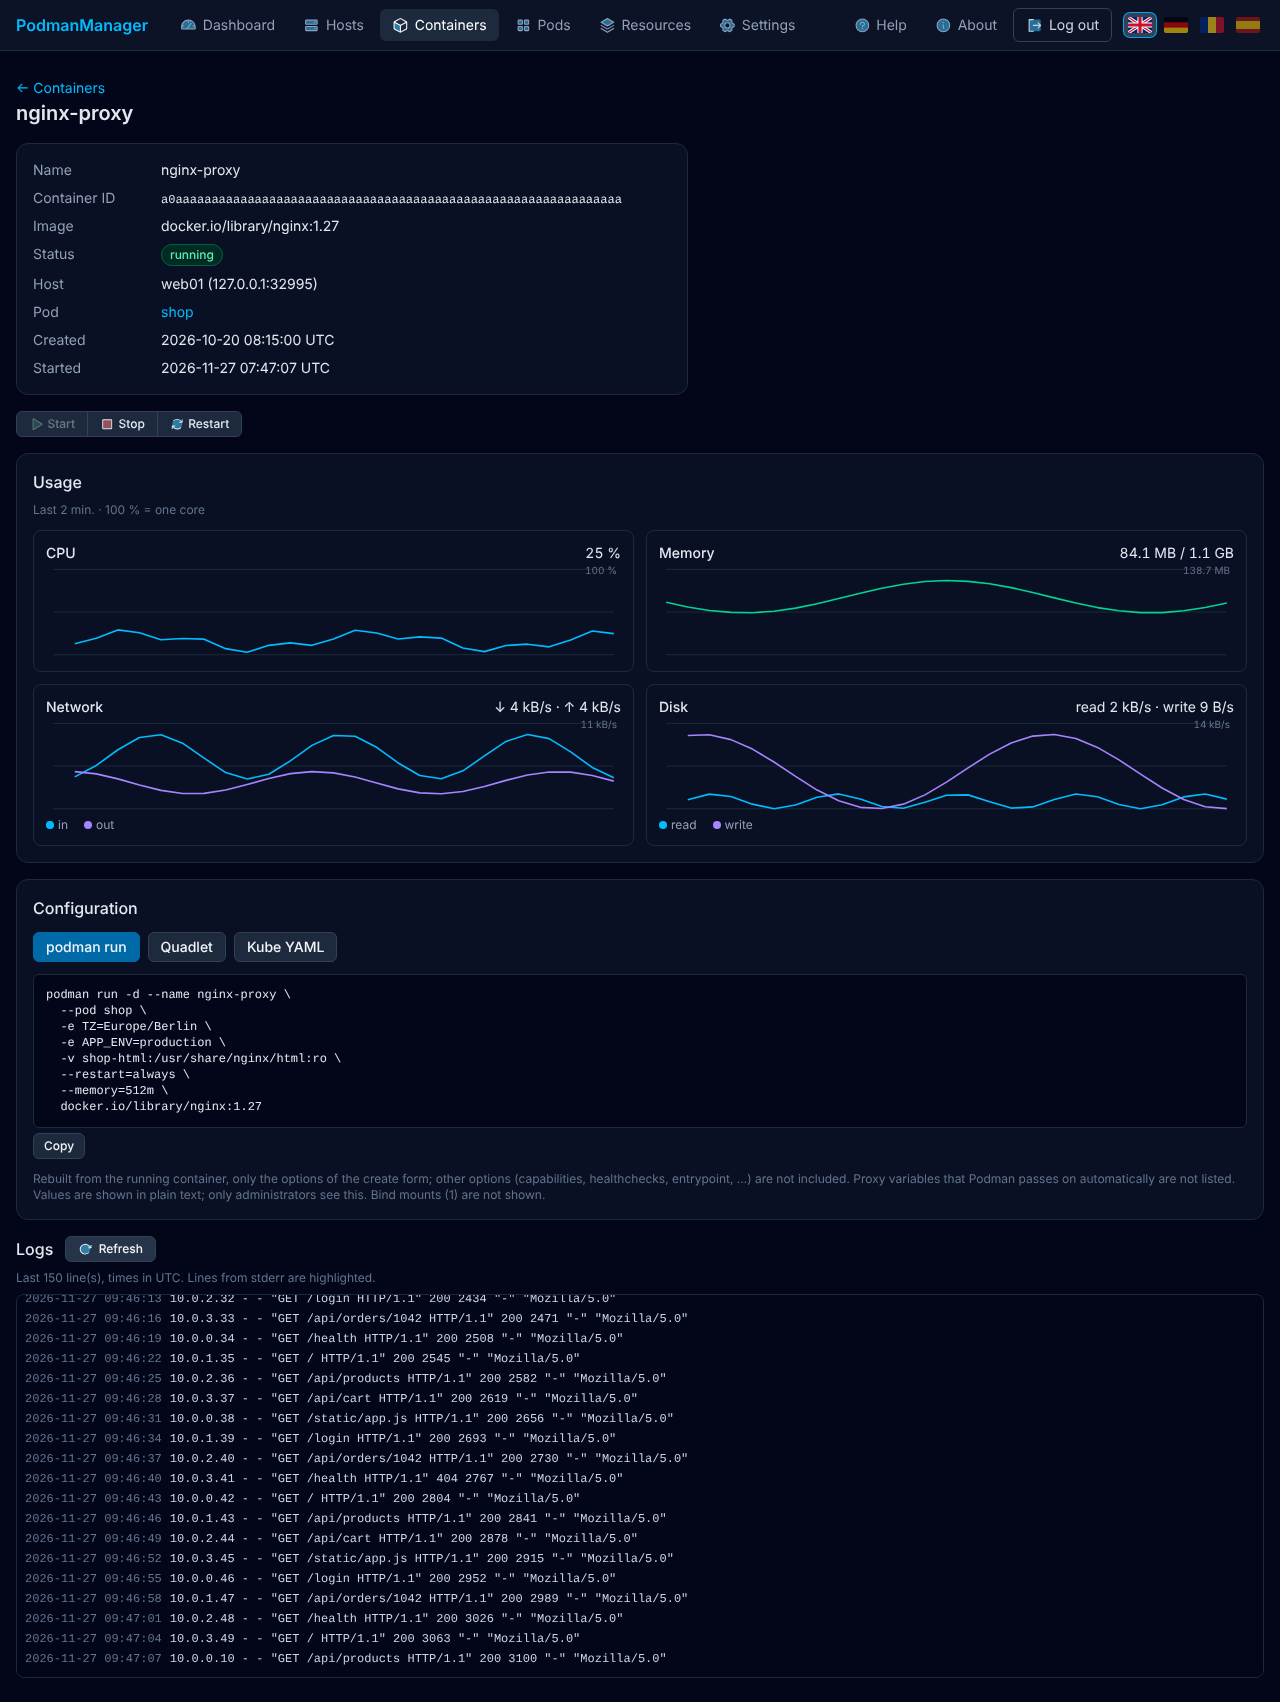 PodmanManager Dashboard Hosts Containers Pods Resources Settings Help About Log out
← Containers
nginx-proxy
Name nginx-proxy
Container ID
Image docker.io/library/nginx:1.27
Status running
Host web01 (127.0.0.1:32995)
Pod shop
Created 2026-10-20 08:15:00 UTC
Started 2026-11-27 07:47:07 UTC
Start Stop Restart
Usage
Last 2 min. · 100 % = one core
CPU 25 %
100 %
Memory 84.1 MB / 1.1 GB
138.7 MB
Network ↓ 4 kB/s · ↑ 4 kB/s
11 kB/s
in out
Disk read 2 kB/s · write 9 B/s
14 kB/s
read write
Configuration
podman run Quadlet Kube YAML
podman run -d --name nginx-proxy \
--pod shop \
-e TZ=Europe/Berlin \
-e APP_ENV=production \
-v shop-html:/usr/share/nginx/html:ro \
--restart=always \
--memory=512m \
docker.io/library/nginx:1.27
Copy
Rebuilt from the running container, only the options of the create form; other options (capabilities, healthchecks, entrypoint, …) are not included. Proxy variables that Podman passes on automatically are not listed.
Values are shown in plain text; only administrators see this. Bind mounts (1) are not shown.
Logs Refresh
Last 150 line(s), times in UTC. Lines from stderr are highlighted.
2026-11-27 09:46:13 10.0.2.32 - - "GET /login HTTP/1.1" 200 2434 "-" "Mozilla/5.0"
2026-11-27 09:46:16 10.0.3.33 - - "GET /api/orders/1042 HTTP/1.1" 200 2471 "-" "Mozilla/5.0"
2026-11-27 09:46:19 10.0.0.34 - - "GET /health HTTP/1.1" 200 2508 "-" "Mozilla/5.0"
2026-11-27 09:46:22 10.0.1.35 - - "GET / HTTP/1.1" 200 2545 "-" "Mozilla/5.0"
2026-11-27 09:46:25 10.0.2.36 - - "GET /api/products HTTP/1.1" 200 2582 "-" "Mozilla/5.0"
2026-11-27 09:46:28 10.0.3.37 - - "GET /api/cart HTTP/1.1" 200 2619 "-" "Mozilla/5.0"
2026-11-27 09:46:31 10.0.0.38 - - "GET /static/app.js HTTP/1.1" 200 2656 "-" "Mozilla/5.0"
2026-11-27 09:46:34 10.0.1.39 - - "GET /login HTTP/1.1" 200 2693 "-" "Mozilla/5.0"
2026-11-27 09:46:37 10.0.2.40 - - "GET /api/orders/1042 HTTP/1.1" 200 2730 "-" "Mozilla/5.0"
2026-11-27 09:46:40 10.0.3.41 - - "GET /health HTTP/1.1" 404 2767 "-" "Mozilla/5.0"
2026-11-27 09:46:43 10.0.0.42 - - "GET / HTTP/1.1" 200 2804 "-" "Mozilla/5.0"
2026-11-27 09:46:46 10.0.1.43 - - "GET /api/products HTTP/1.1" 200 2841 "-" "Mozilla/5.0"
2026-11-27 09:46:49 10.0.2.44 - - "GET /api/cart HTTP/1.1" 200 2878 "-" "Mozilla/5.0"
2026-11-27 09:46:52 10.0.3.45 - - "GET /static/app.js HTTP/1.1" 200 2915 "-" "Mozilla/5.0"
2026-11-27 09:46:55 10.0.0.46 - - "GET /login HTTP/1.1" 200 2952 "-" "Mozilla/5.0"
2026-11-27 09:46:58 10.0.1.47 - - "GET /api/orders/1042 HTTP/1.1" 200 2989 "-" "Mozilla/5.0"
2026-11-27 09:47:01 10.0.2.48 - - "GET /health HTTP/1.1" 200 3026 "-" "Mozilla/5.0"
2026-11-27 09:47:04 10.0.3.49 - - "GET / HTTP/1.1" 200 3063 "-" "Mozilla/5.0"
2026-11-27 09:47:07 10.0.0.10 - - "GET /api/products HTTP/1.1" 200 3100 "-" "Mozilla/5.0"